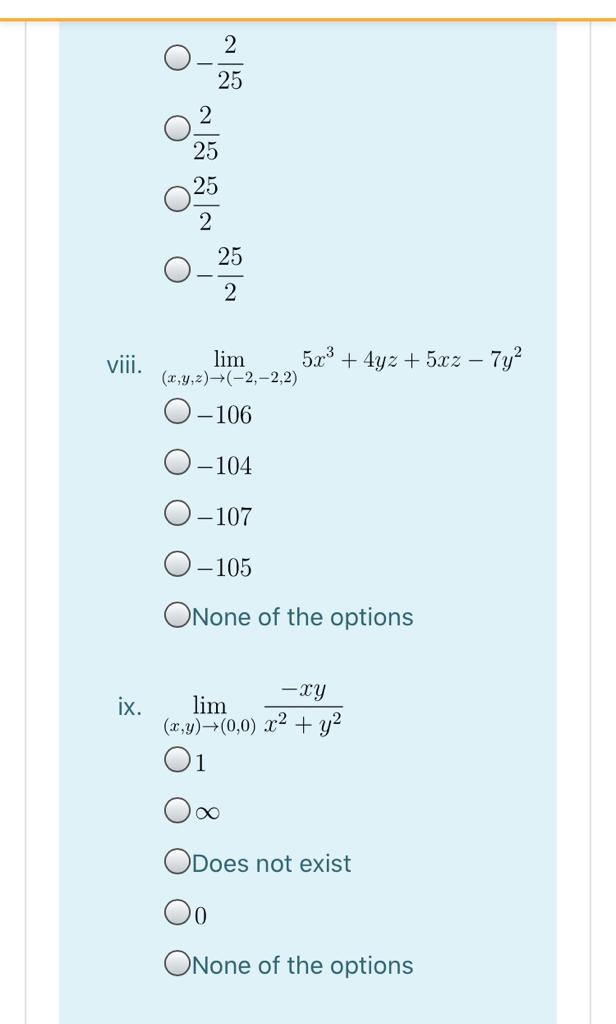 −2/25
2/25
25/2
−25/2
viii. lim (x,y,z)→(−2,−2,2) 5x³ + 4yz + 5xz − 7y²
−106
−104
−107
−105
None of the options
ix. lim (x,y)→(0,0) −xy/(x² + y²)
1
∞
Does not exist
0
None of the options